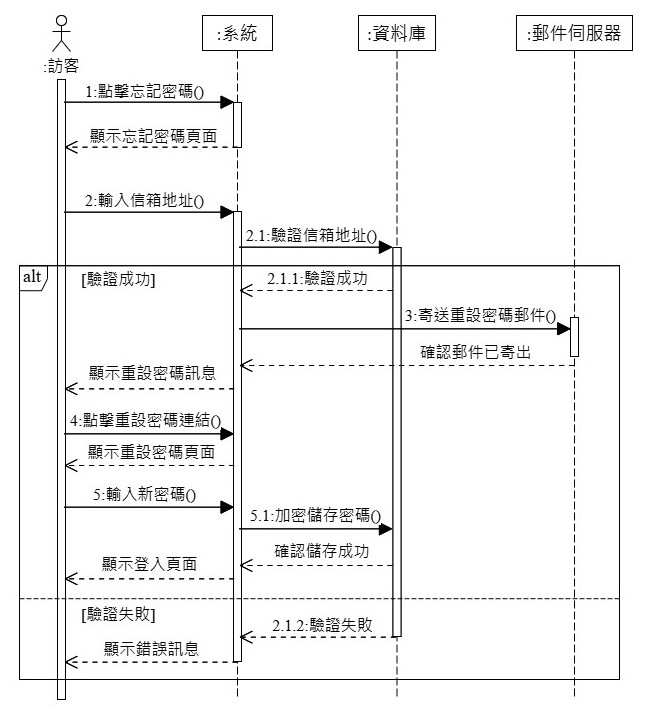 :訪客
:系統
:資料庫
:郵件伺服器
1:點擊忘記密碼()
顯示忘記密碼頁面
2:輸入信箱地址()
2.1:驗證信箱地址()
alt
[驗證成功]
2.1.1:驗證成功
3:寄送重設密碼郵件()
確認郵件已寄出
顯示重設密碼訊息
4:點擊重設密碼連結()
顯示重設密碼頁面
5:輸入新密碼()
5.1:加密儲存密碼()
確認儲存成功
顯示登入頁面
[驗證失敗]
2.1.2:驗證失敗
顯示錯誤訊息